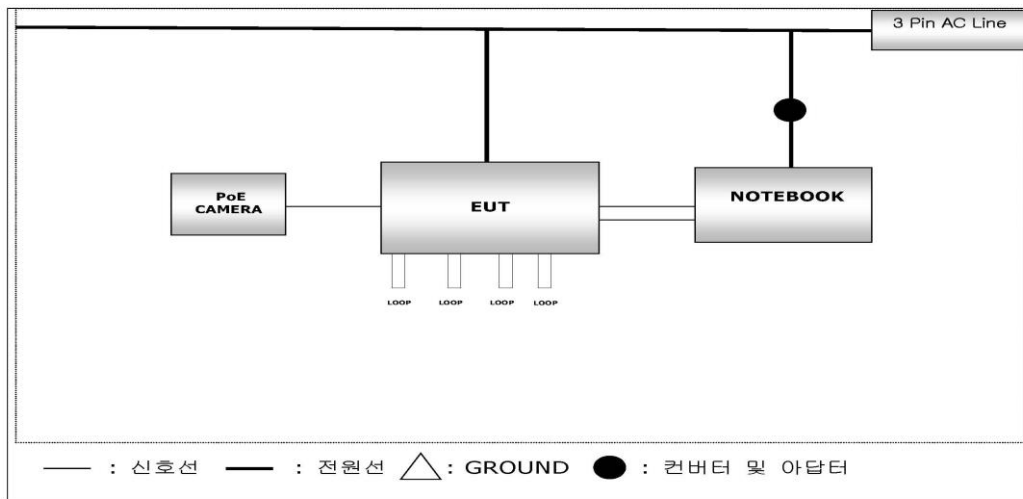 3 Pin AC Line
PoE
CAMERA
EUT
NOTEBOOK
LOOP LOOP LOOP LOOP
: 신호선 : 전원선 : GROUND : 컨버터 및 아답터